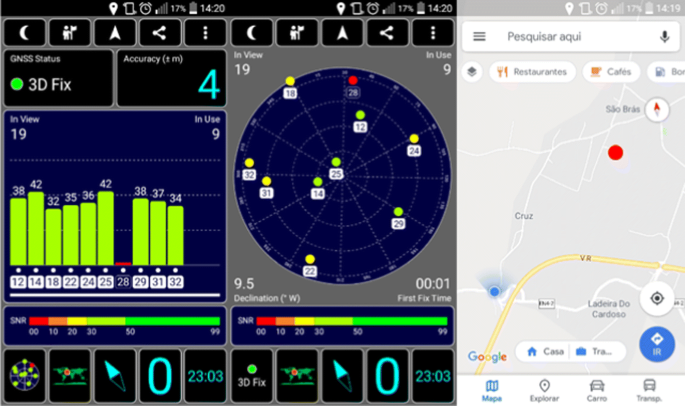 17% 14:20
GNSS Status
3D Fix
Accuracy (± m)
4
In View
19
In Use
9
38 42 32 35 36 42 38 37 34
12 14 18 22 24 25 28 29 31 32
SNR
00 10 20 30 50 99
3D Fix
0
23:03
17% 14:20
In View
19
In Use
9
18
28
12
24
32
31
25
14
29
22
9.5
Declination (° W)
00:01
First Fix Time
SNR
00 10 20 30 50 99
3D Fix
0
23:03
17% 14:19
Pesquisar aqui
Restaurantes
Cafés
São Brás
Cruz
V.R
Ladeira Do
Cardoso
Google
Casa
Tra...
IR
Mapa
Explorar
Carro
Transp.